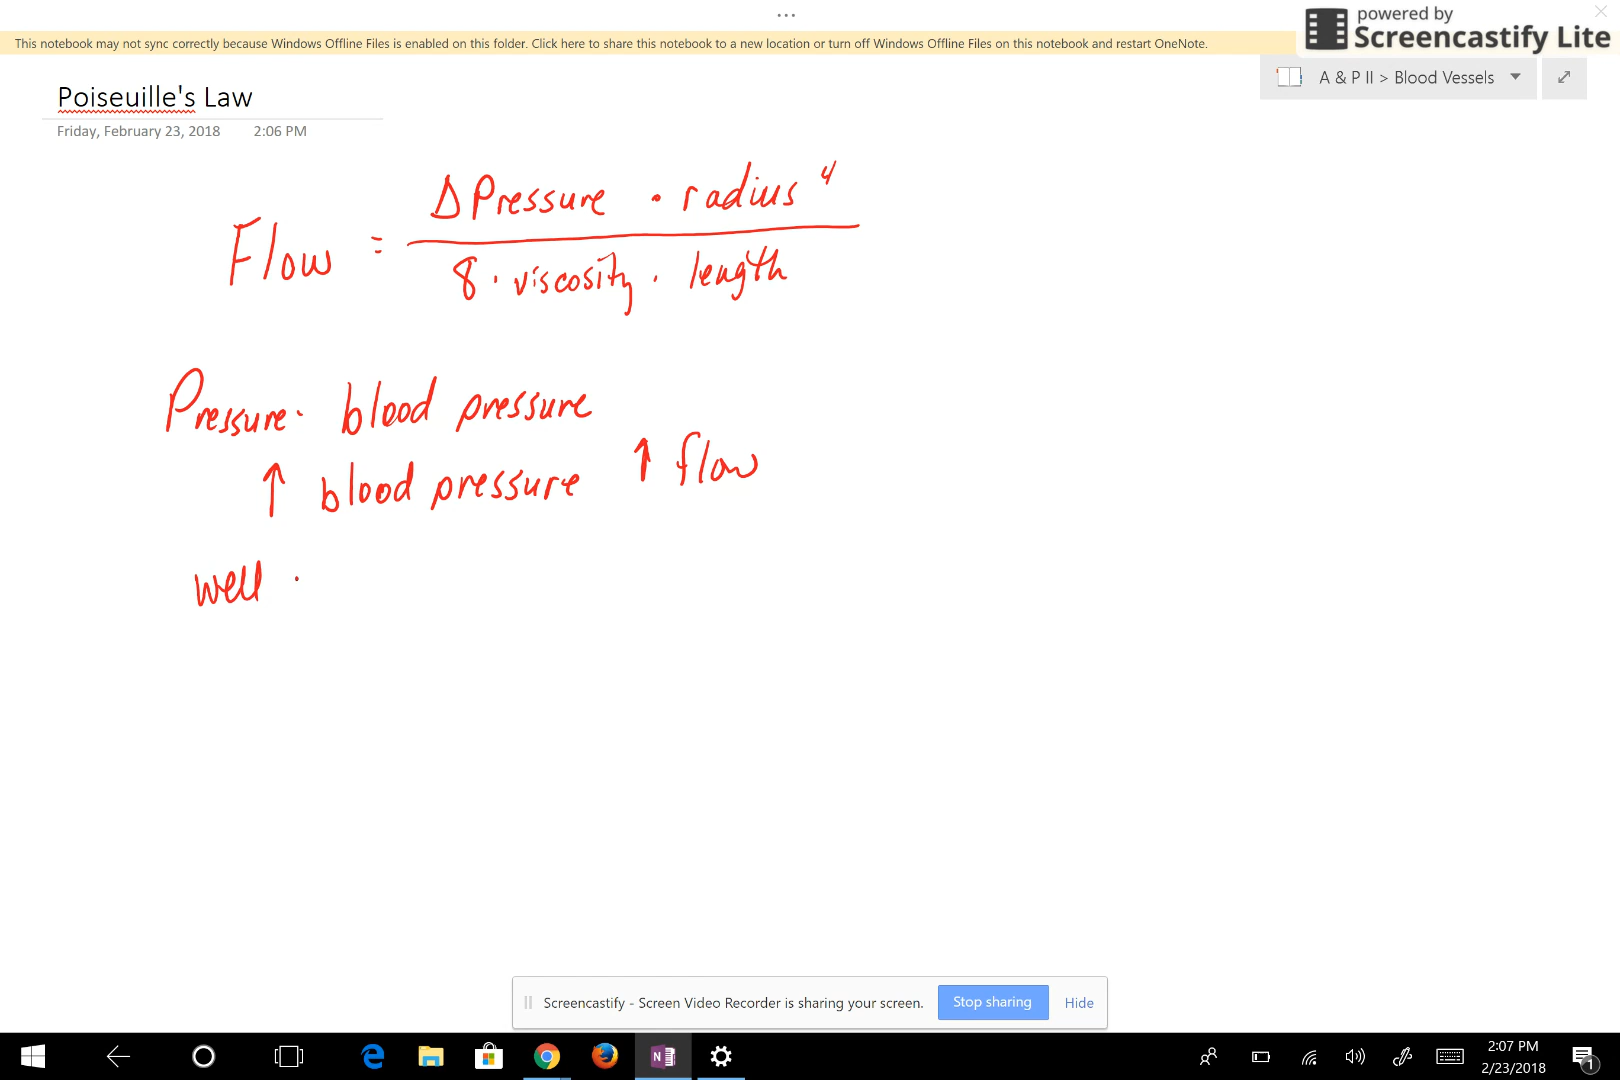 ...
powered by
Screencastify Lite
This notebook may not sync correctly because Windows Offline Files is enabled on this folder. Click here to share this notebook to a new location or turn off Windows Offline Files on this notebook and restart OneNote.
A & P II > Blood Vessels
Poiseuille's Law
Friday, February 23, 2018 2:06 PM
Flow = Δ Pressure · radius⁴
8 · viscosity · length
Pressure · blood pressure
↑ blood pressure ↑ flow
well ·
Screencastify - Screen Video Recorder is sharing your screen. Stop sharing Hide
2:07 PM
2/23/2018
1